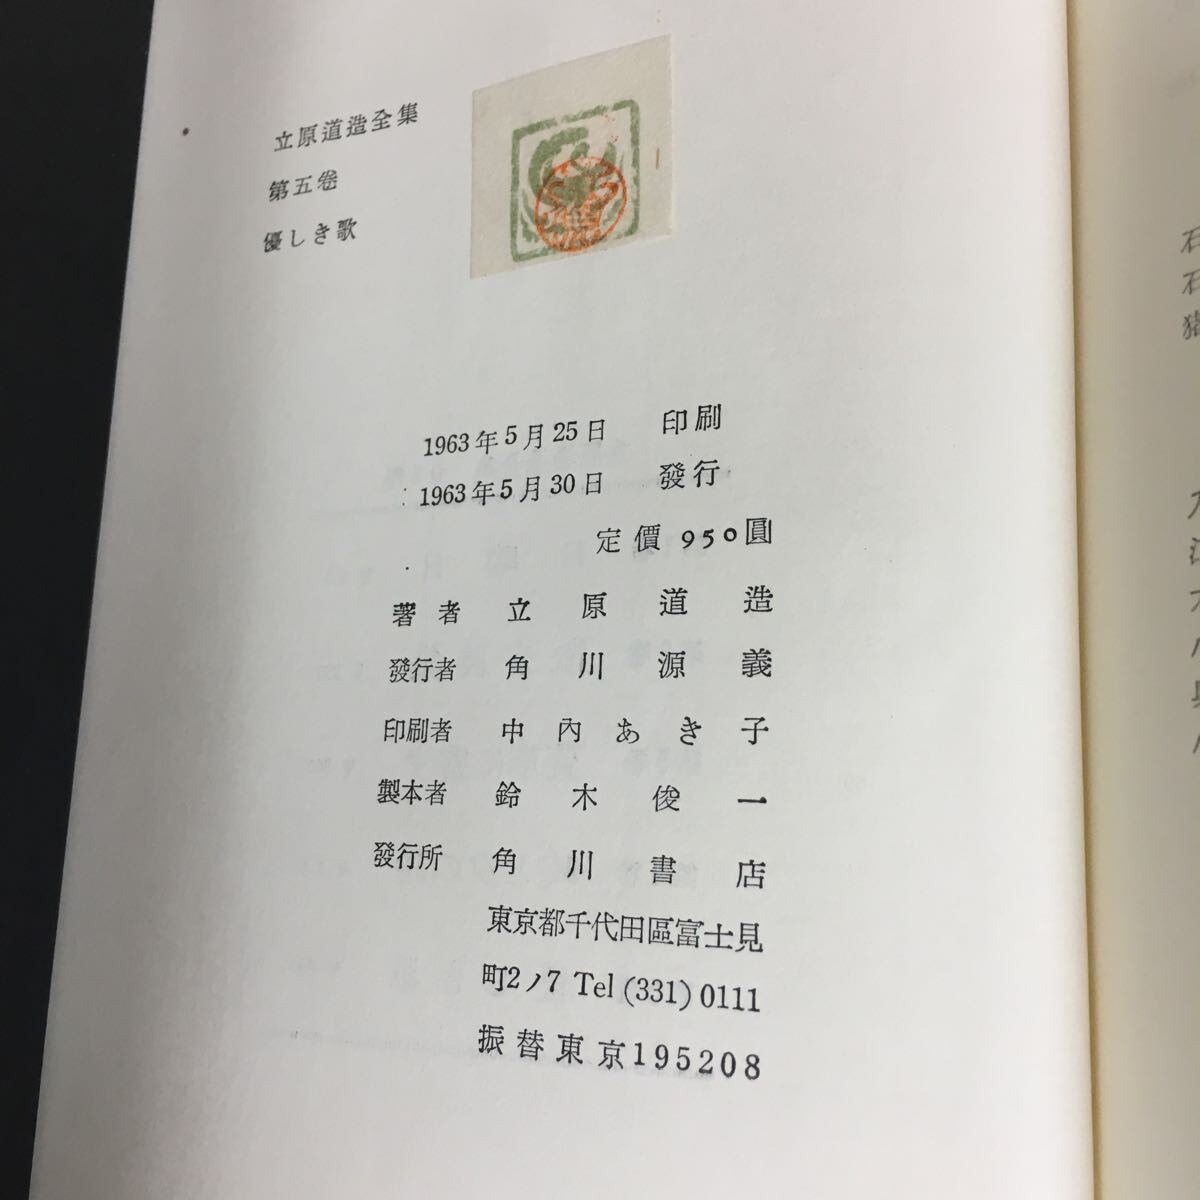 立原道造全集
第五卷
優しき歌
1963年5月25日 印刷
1963年5月30日 發行
定價 950圓
著者 立原道造
發行者 角川源義
印刷者 中內あき子
製本者 鈴木俊一
發行所 角川書店
東京都千代田區富士見
町2ノ7 Tel (331) 0111
振替東京195208
石
石